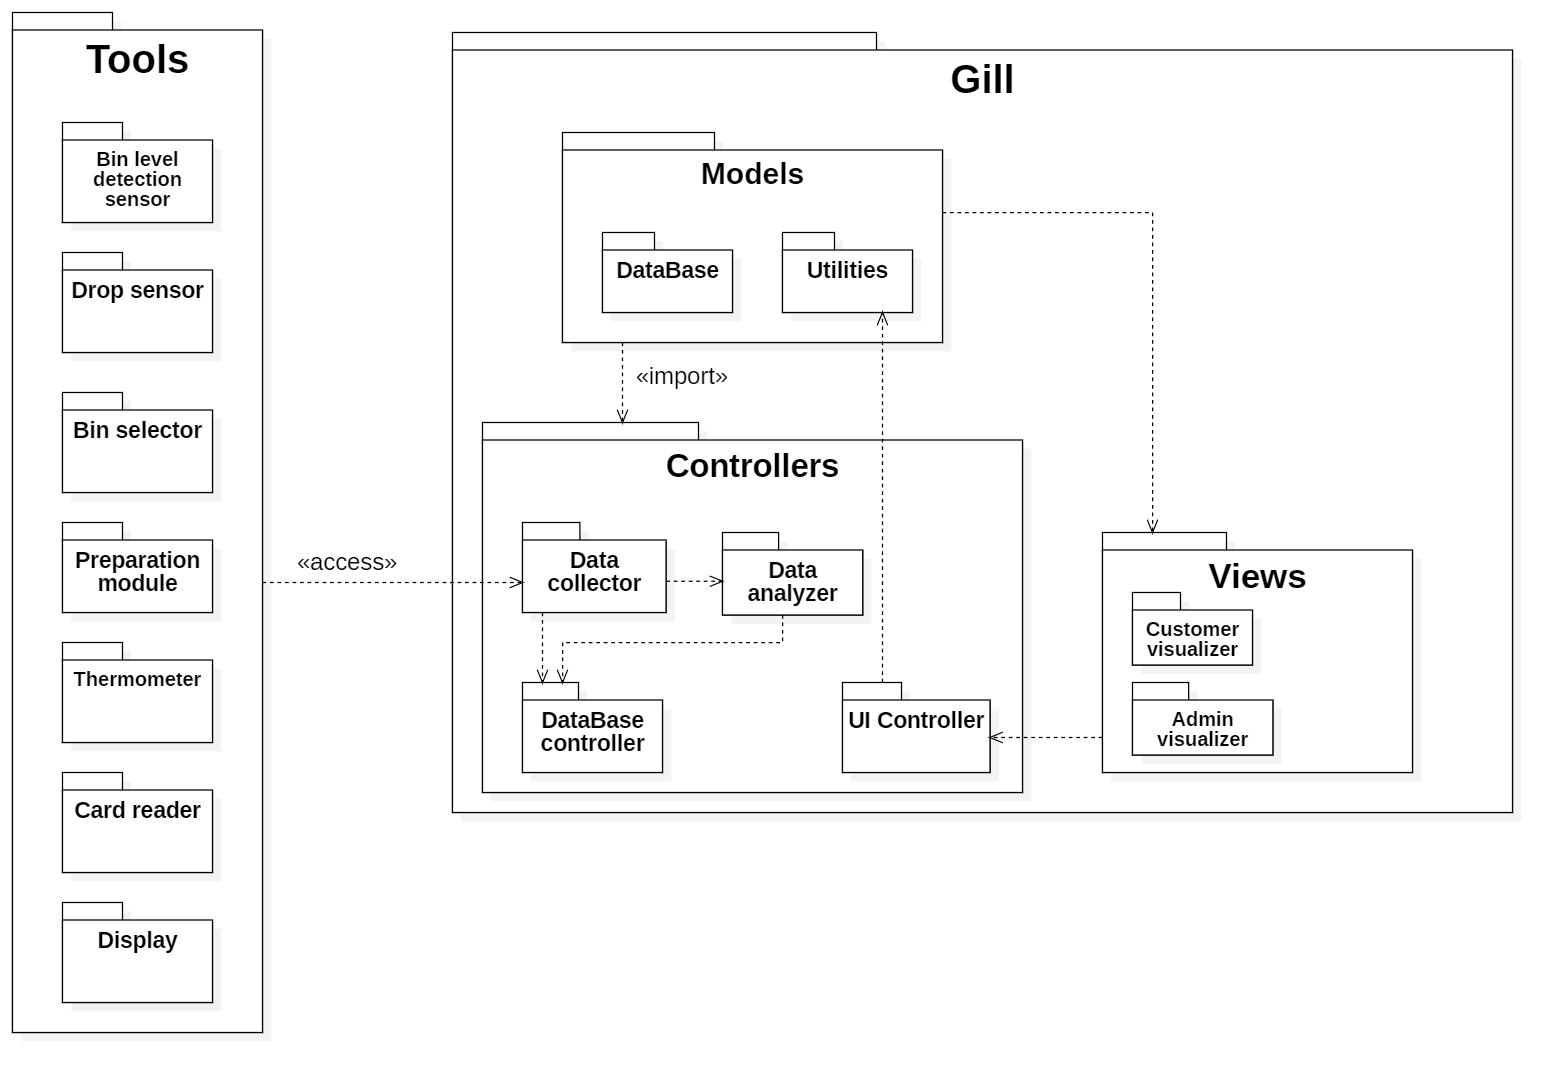 Tools
Bin level
detection
sensor
Drop sensor
Bin selector
Preparation
module
Thermometer
Card reader
Display
«access»
Gill
Models
DataBase
Utilities
«import»
Controllers
Data
collector
Data
analyzer
DataBase
controller
UI Controller
Views
Customer
visualizer
Admin
visualizer